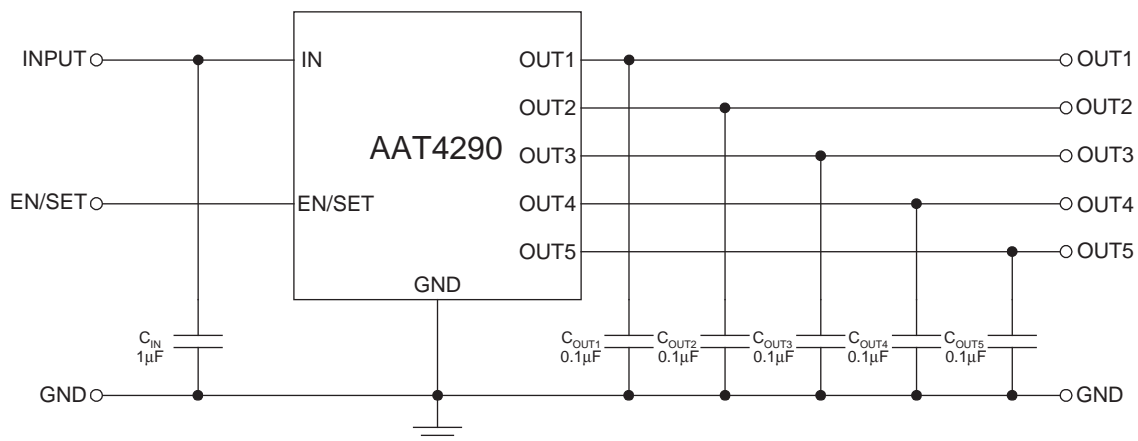 INPUT
IN
OUT1
OUT1
OUT2
OUT2
AAT4290
OUT3
OUT3
EN/SET
EN/SET
OUT4
OUT4
OUT5
OUT5
GND
CIN
1µF
COUT1
0.1µF
COUT2
0.1µF
COUT3
0.1µF
COUT4
0.1µF
COUT5
0.1µF
GND
GND